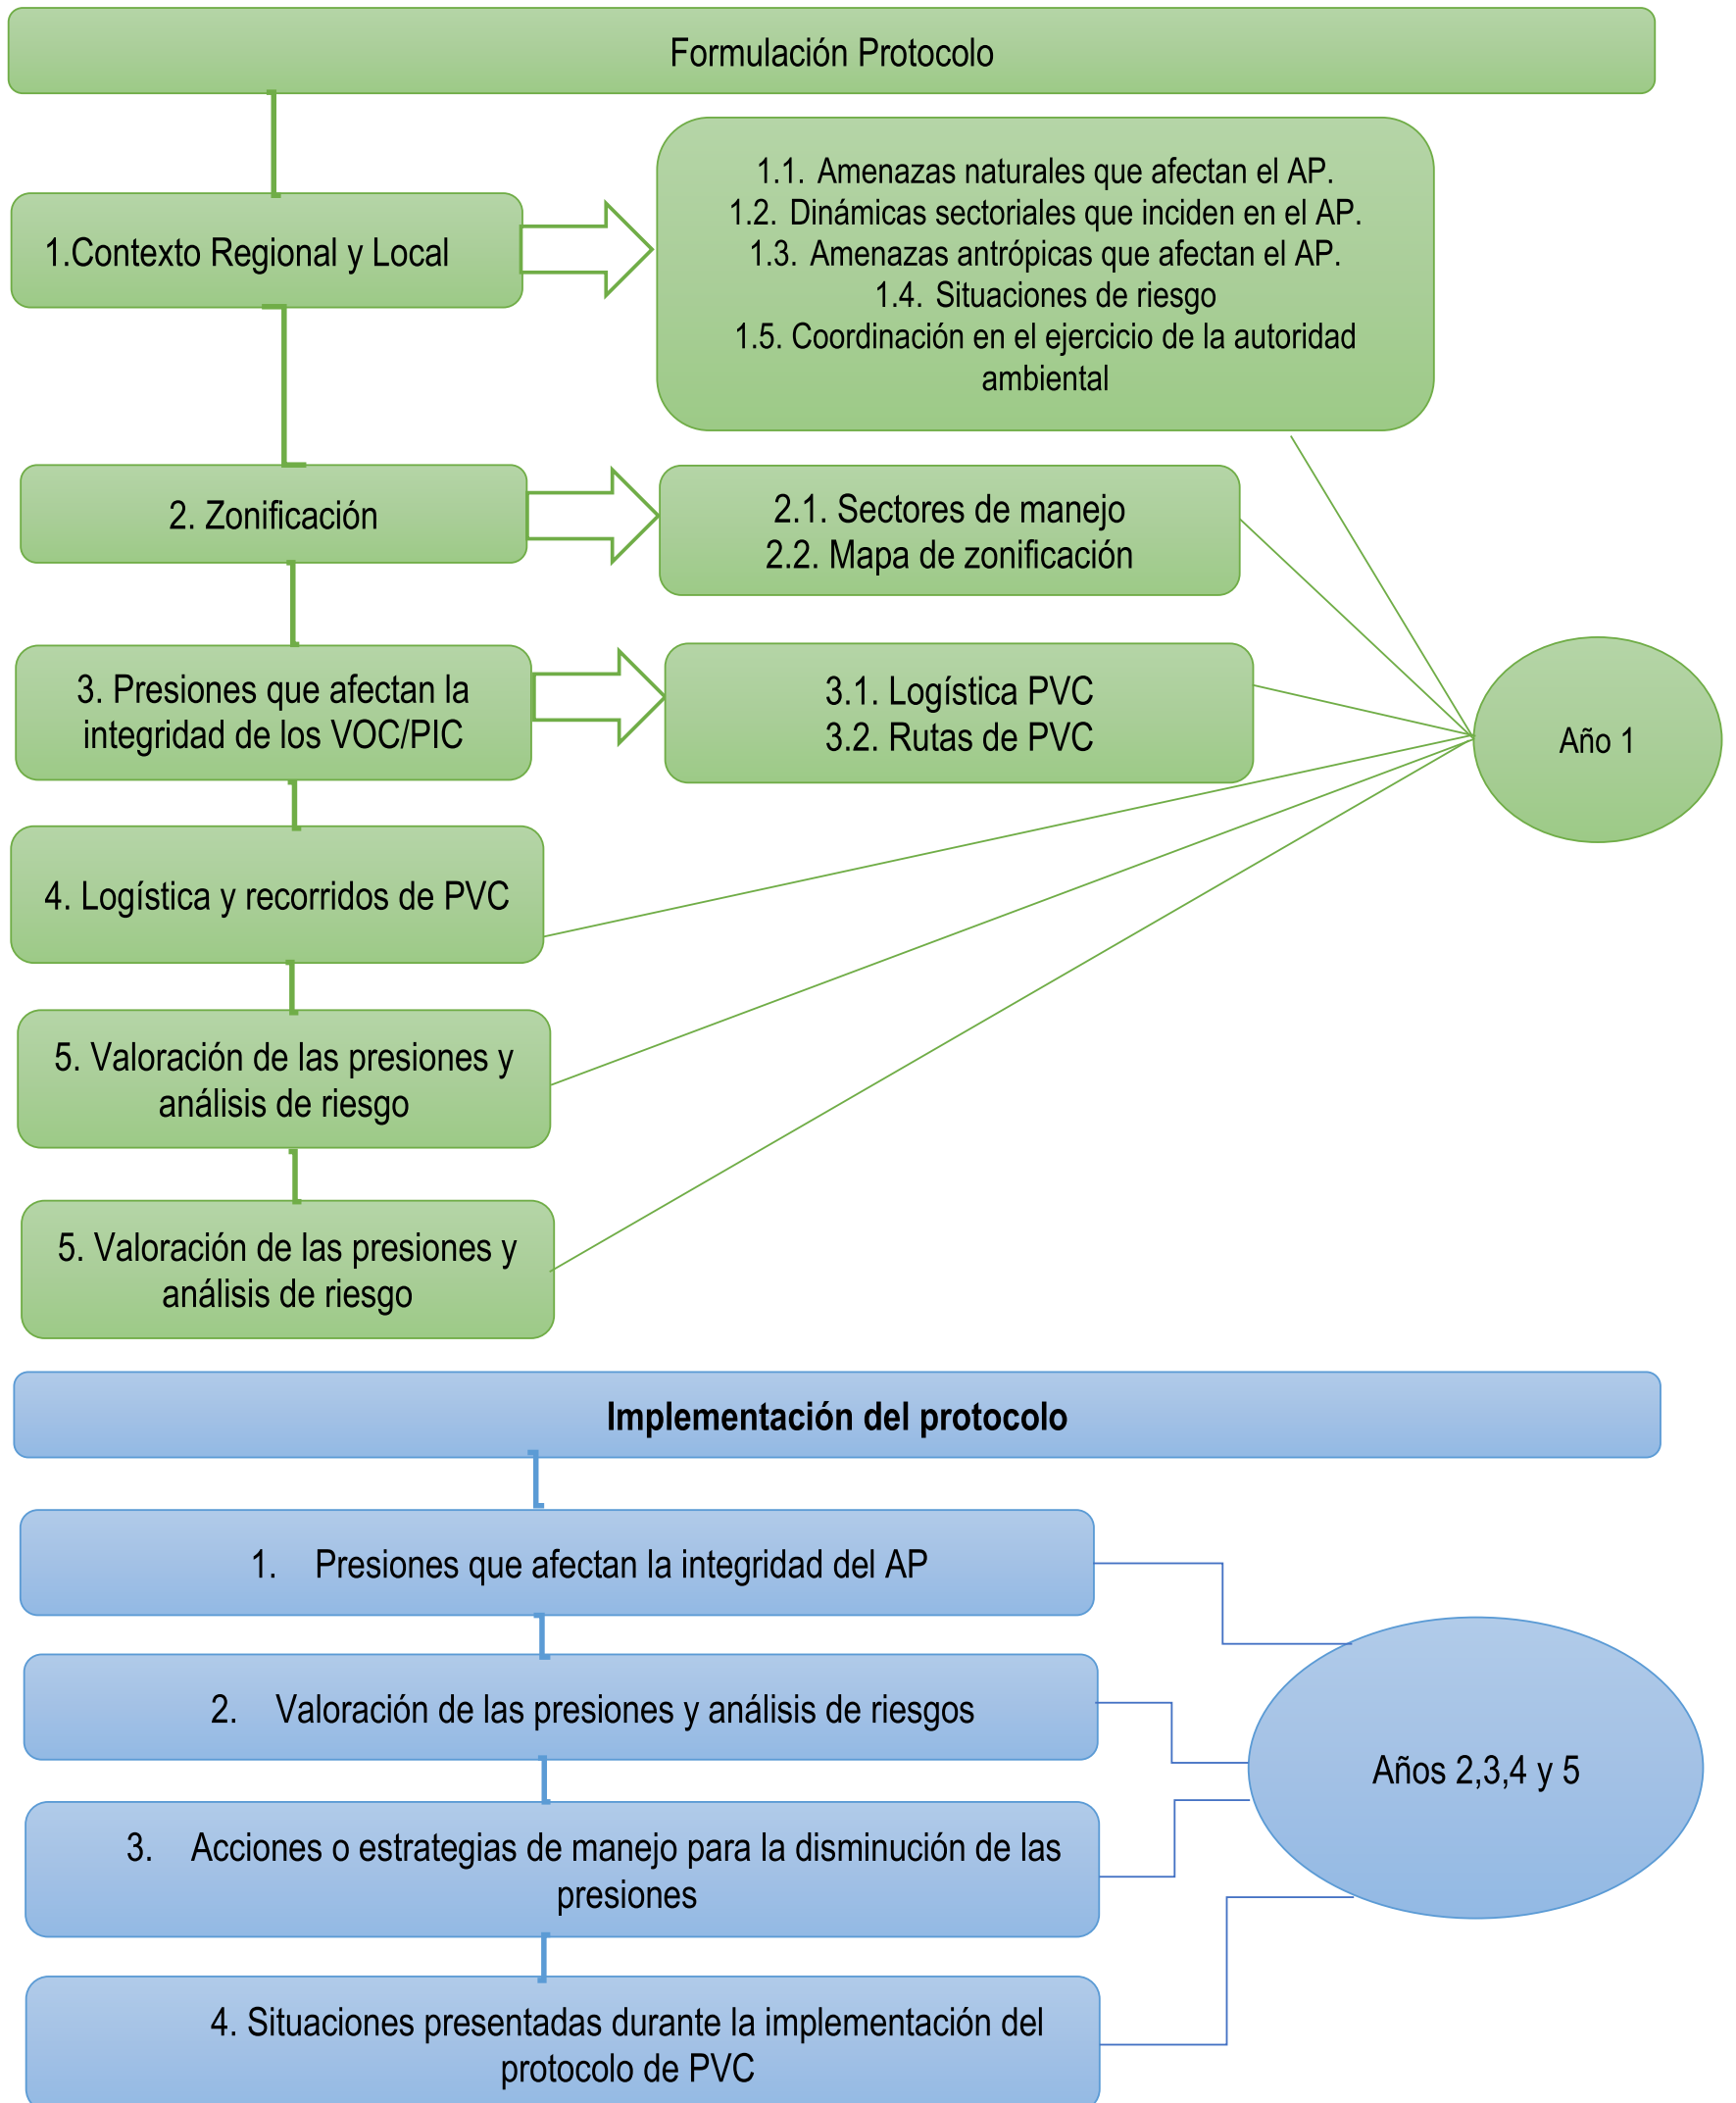 Formulación Protocolo
1.Contexto Regional y Local
1.1. Amenazas naturales que afectan el AP.
1.2. Dinámicas sectoriales que inciden en el AP.
1.3. Amenazas antrópicas que afectan el AP.
1.4. Situaciones de riesgo
1.5. Coordinación en el ejercicio de la autoridad
ambiental
2. Zonificación
2.1. Sectores de manejo
2.2. Mapa de zonificación
3. Presiones que afectan la
integridad de los VOC/PIC
3.1. Logística PVC
3.2. Rutas de PVC
Año 1
4. Logística y recorridos de PVC
5. Valoración de las presiones y
análisis de riesgo
5. Valoración de las presiones y
análisis de riesgo
Implementación del protocolo
1. Presiones que afectan la integridad del AP
2. Valoración de las presiones y análisis de riesgos
Años 2,3,4 y 5
3. Acciones o estrategias de manejo para la disminución de las
presiones
4. Situaciones presentadas durante la implementación del
protocolo de PVC